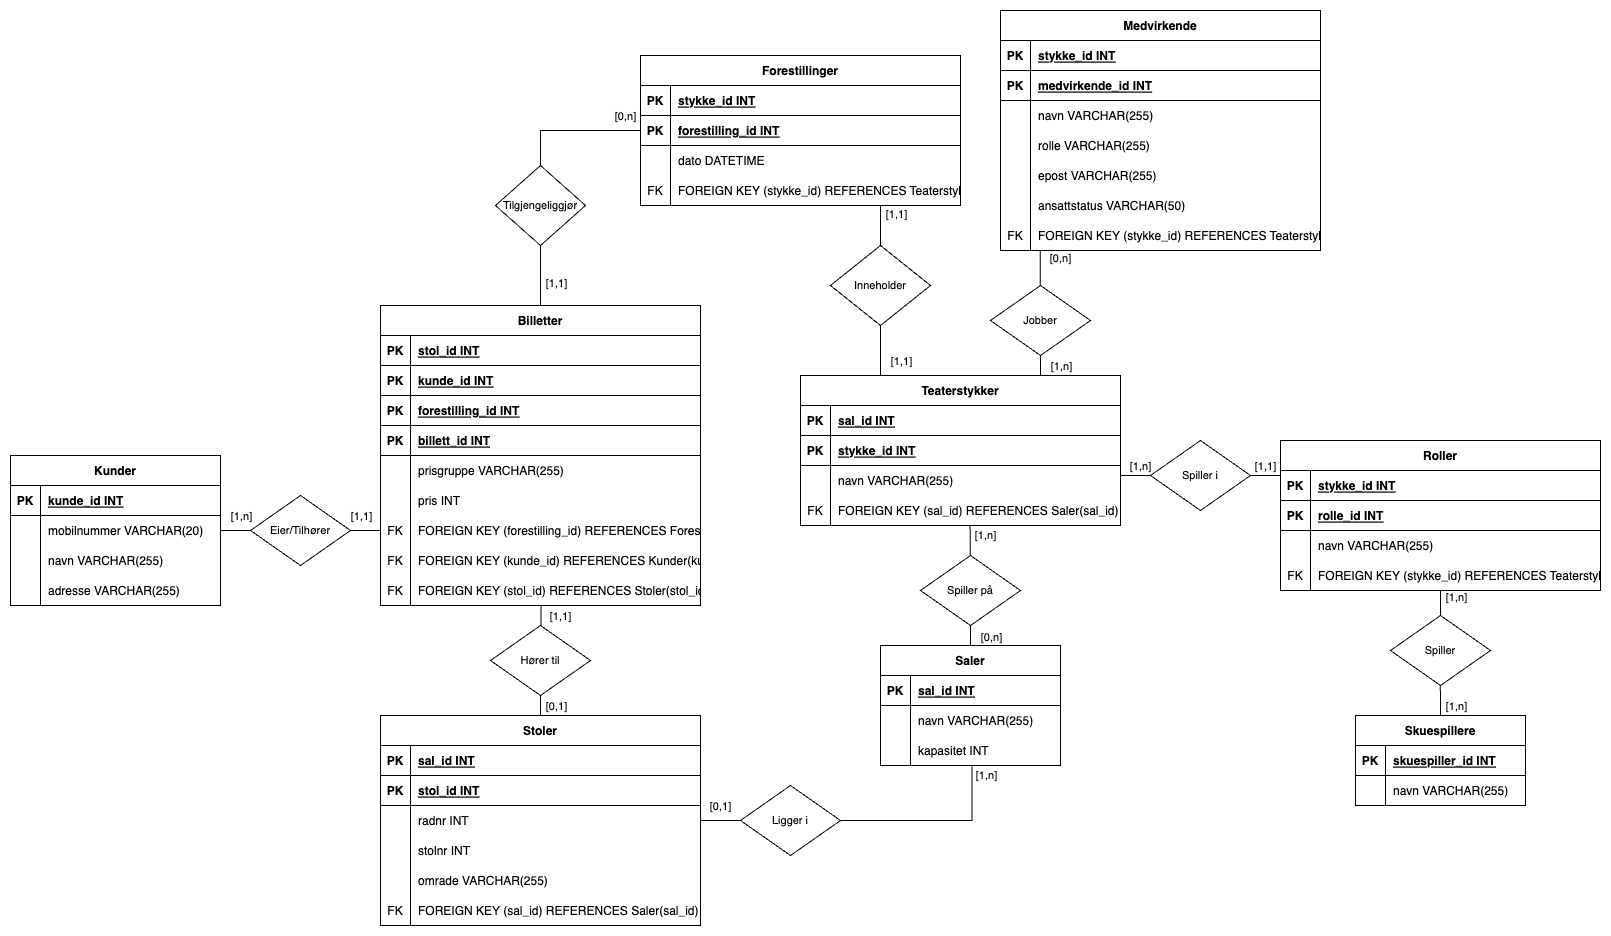 Medvirkende
PK stykke_id INT
PK medvirkende_id INT
navn VARCHAR(255)
rolle VARCHAR(255)
epost VARCHAR(255)
ansattstatus VARCHAR(50)
FK FOREIGN KEY (stykke_id) REFERENCES Teaterstyk
Forestillinger
PK stykke_id INT
PK forestilling_id INT
dato DATETIME
FK FOREIGN KEY (stykke_id) REFERENCES Teaterstyk
[0,n]
Tilgjengeliggjør
[1,1]
[1,1]
Inneholder
[1,1]
[0,n]
Jobber
[1,n]
Billetter
PK stol_id INT
PK kunde_id INT
PK forestilling_id INT
PK billett_id INT
prisgruppe VARCHAR(255)
pris INT
FK FOREIGN KEY (forestilling_id) REFERENCES Fores
FK FOREIGN KEY (kunde_id) REFERENCES Kunder(ku
FK FOREIGN KEY (stol_id) REFERENCES Stoler(stol_id
Teaterstykker
PK sal_id INT
PK stykke_id INT
navn VARCHAR(255)
FK FOREIGN KEY (sal_id) REFERENCES Saler(sal_id)
[1,n]
Spiller i
[1,1]
Roller
PK stykke_id INT
PK rolle_id INT
navn VARCHAR(255)
FK FOREIGN KEY (stykke_id) REFERENCES Teaterstyk
Kunder
PK kunde_id INT
mobilnummer VARCHAR(20)
navn VARCHAR(255)
adresse VARCHAR(255)
[1,n]
Eier/Tilhører
[1,1]
[1,1]
Hører til
[0,1]
[1,n]
Spiller på
[0,n]
[1,n]
Spiller
[1,n]
Saler
PK sal_id INT
navn VARCHAR(255)
kapasitet INT
Skuespillere
PK skuespiller_id INT
navn VARCHAR(255)
Stoler
PK sal_id INT
PK stol_id INT
radnr INT
stolnr INT
omrade VARCHAR(255)
FK FOREIGN KEY (sal_id) REFERENCES Saler(sal_id)
[0,1]
Ligger i
[1,n]